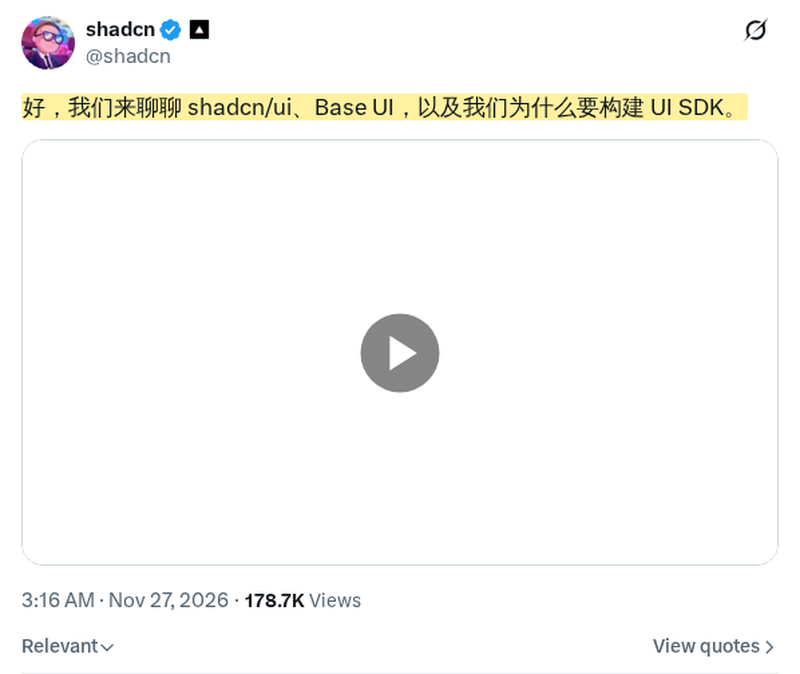 shadcn
@shadcn
好，我们来聊聊 shadcn/ui、Base UI，以及我们为什么要构建 UI SDK。
3:16 AM · Nov 27, 2026 · 178.7K Views
Relevant
View quotes